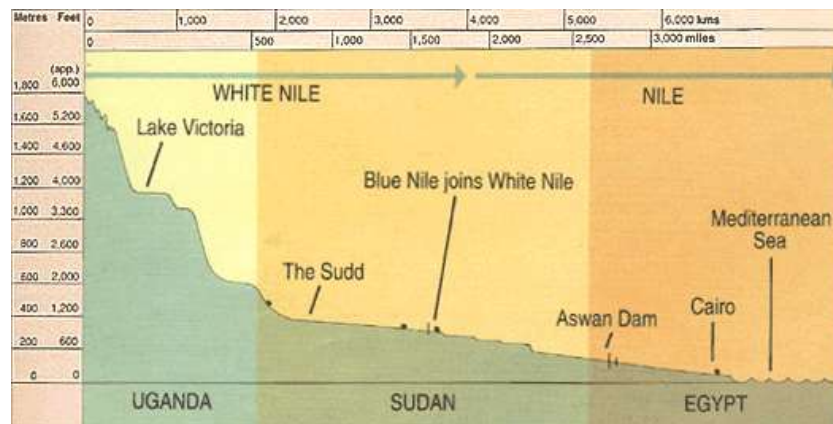 Metres Feet 0 1,000 2,000 3,000 4,000 5,000 6,000 kms
0 500 1,000 1,500 2,000 2,500 3,000 miles
(app.)
1,800 6,000
WHITE NILE NILE
1,600 5,200
Lake Victoria
1,400 4,600
Blue Nile joins White Nile
1,200 4,000
1,000 3,300
Mediterranean
Sea
800 2,600
The Sudd
600 2,000
Cairo
400 1,200
Aswan Dam
200 600
0 0
UGANDA SUDAN EGYPT